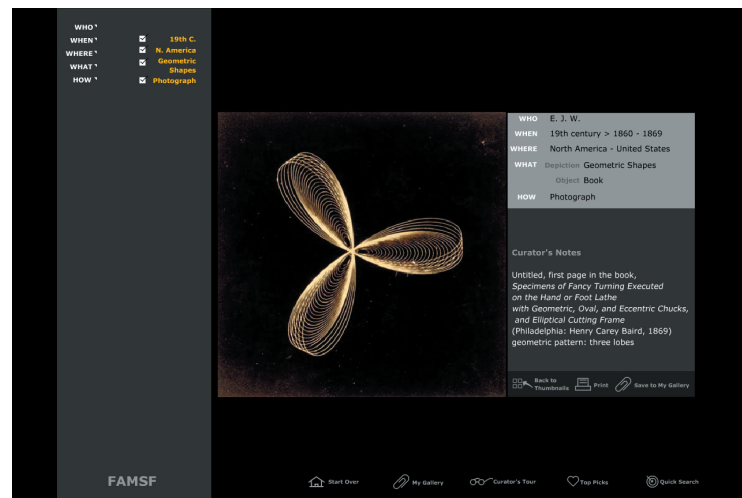 WHO
WHEN
19th C.
WHERE
N. America
WHAT
Geometric
Shapes
HOW
Photograph
WHO E. J. W.
WHEN 19th century > 1860 - 1869
WHERE North America - United States
WHAT Depiction Geometric Shapes
Object Book
HOW Photograph
Curator's Notes
Untitled, first page in the book,
Specimens of Fancy Turning Executed
on the Hand or Foot Lathe
with Geometric, Oval, and Eccentric Chucks,
and Elliptical Cutting Frame
(Philadelphia: Henry Carey Baird, 1869)
geometric pattern: three lobes
Back to
Thumbnails
Print
Save to My Gallery
FAMSF
Start Over
My Gallery
Curator's Tour
Top Picks
Quick Search